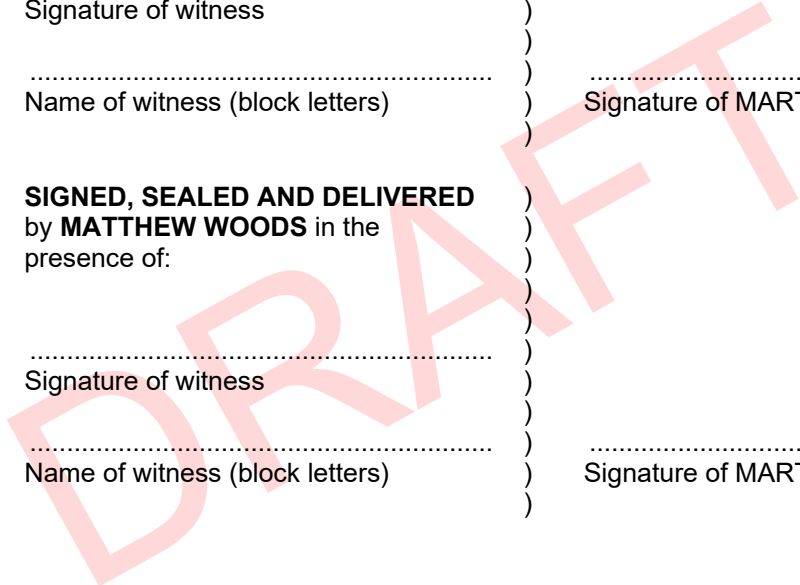 Signature of witness )
)
............................................................... ) ..............................
Name of witness (block letters) ) Signature of MART
)
SIGNED, SEALED AND DELIVERED )
by MATTHEW WOODS in the )
presence of: )
)
)
............................................................... )
Signature of witness )
)
............................................................... ) ..............................
Name of witness (block letters) ) Signature of MART
)
DRAFT